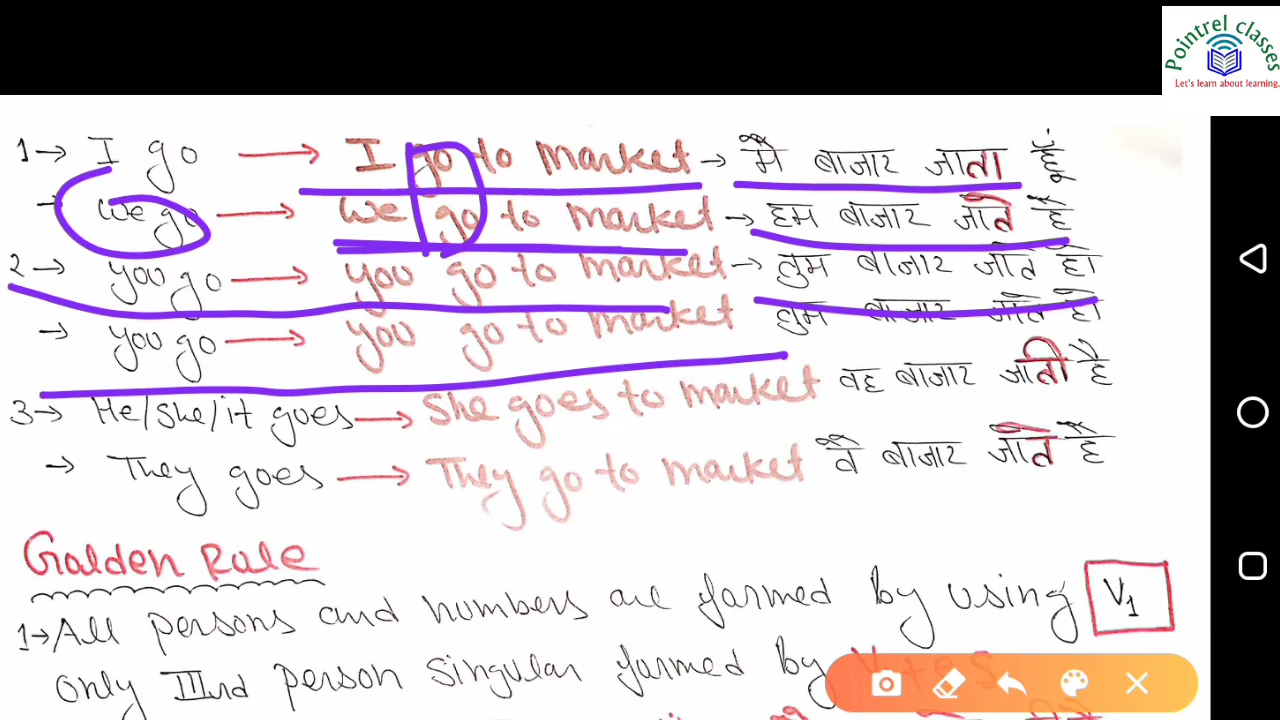 Pointrel classes
Let's learn about learning.
1→ I go → I go to market → मै बाजार जाता हूँ
→ we go → we go to market → हम बाजार जाते है
2→ you go → you go to market → तुम बाजार जाते हो
→ you go → you go to market तुम बाजार जाते हो
3→ He/she/it goes → She goes to market वह बाजार जाती है
→ They goes → They go to market वे बाजार जाते है
Golden Rule
1→ All persons and numbers are formed by using V1
only IIIrd person singular formed by